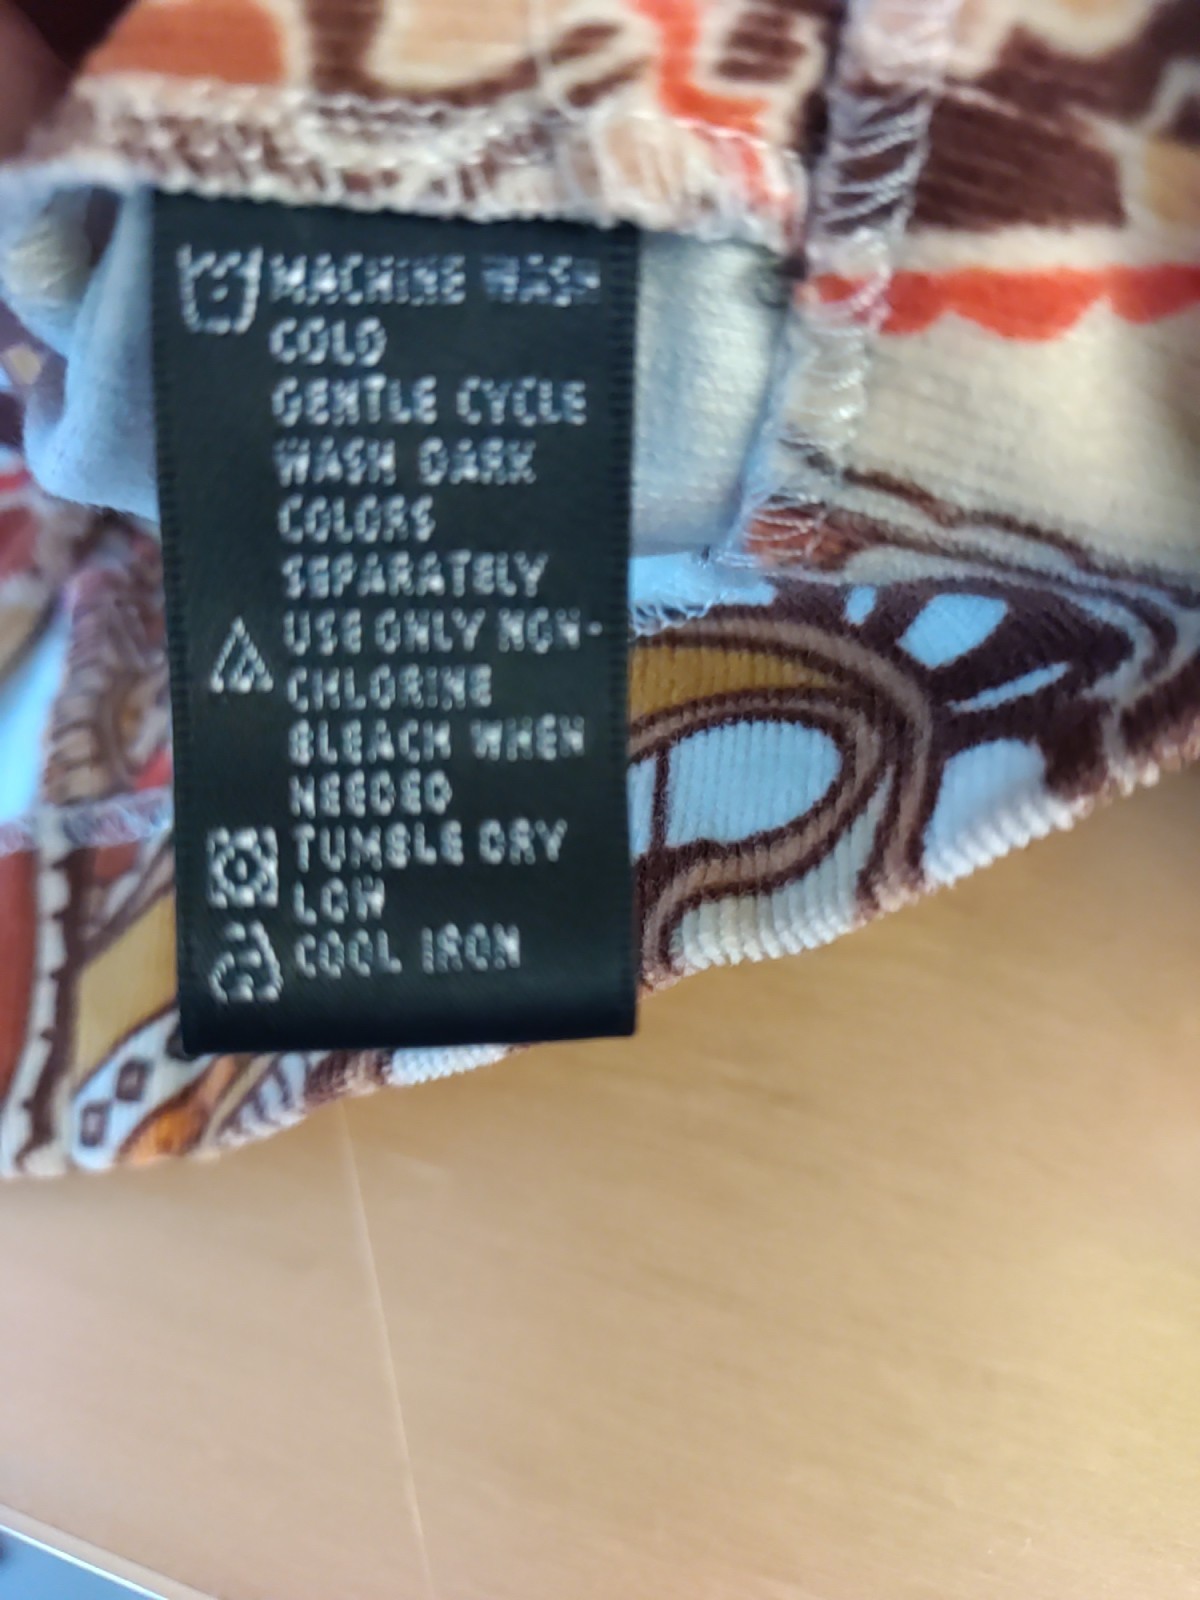 MACHINE WASH
COLD
GENTLE CYCLE
WASH DARK
COLORS
SEPARATELY
USE ONLY NON-
CHLORINE
BLEACH WHEN
NEEDED
TUMBLE DRY
LOW
COOL IRON